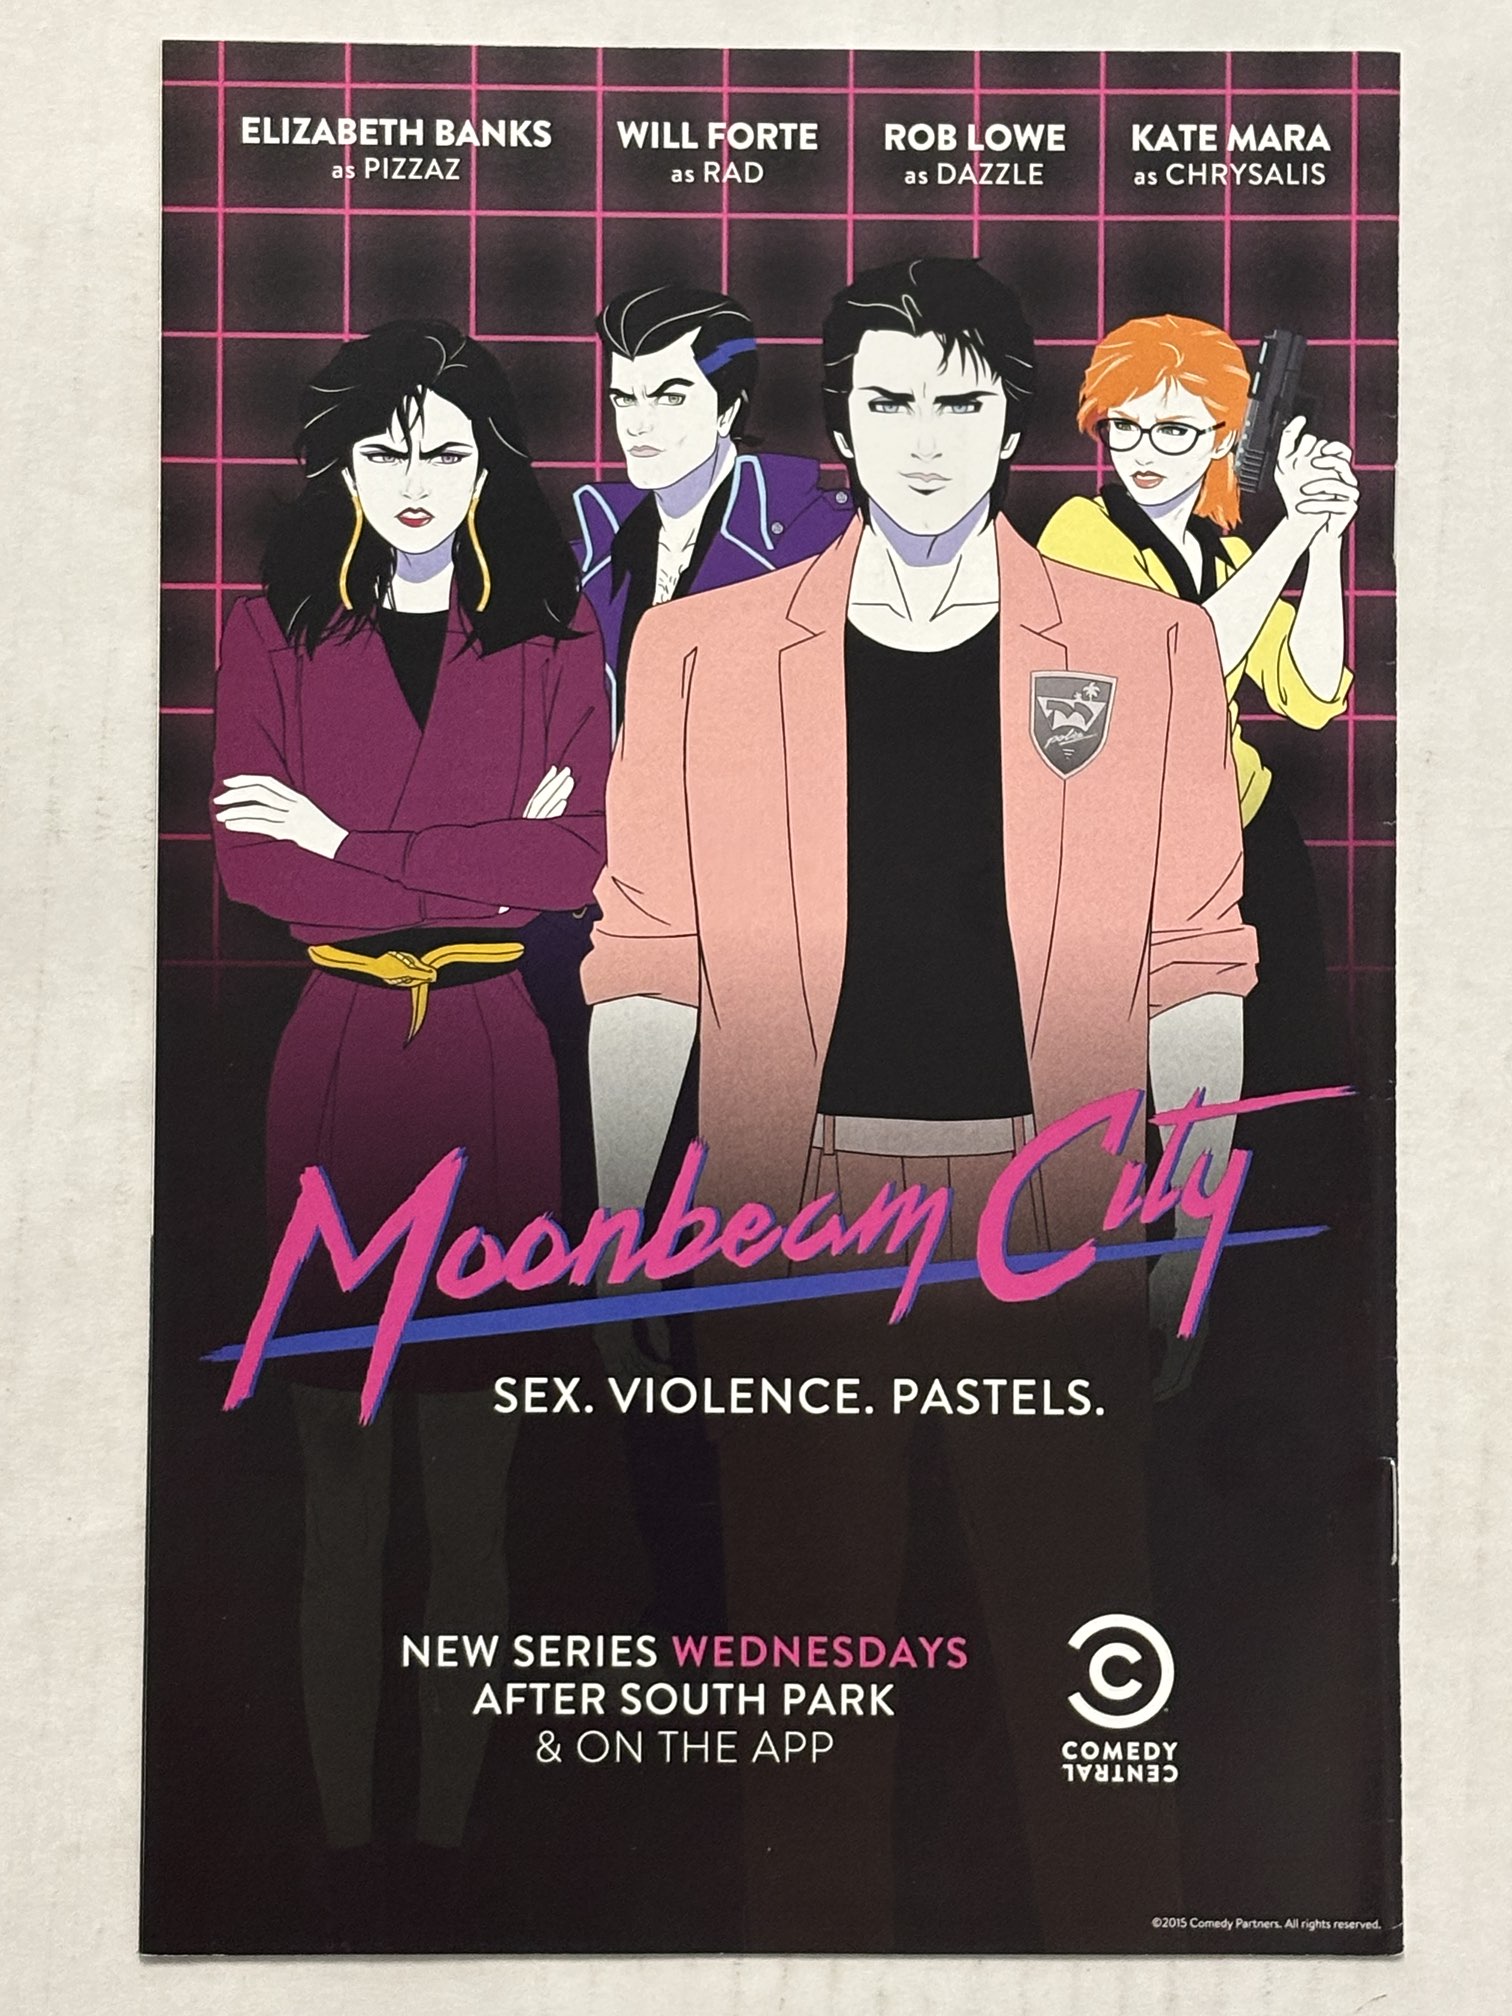 ELIZABETH BANKS
as PIZZAZ
WILL FORTE
as RAD
ROB LOWE
as DAZZLE
KATE MARA
as CHRYSALIS
police
Moonbeam City
SEX. VIOLENCE. PASTELS.
NEW SERIES WEDNESDAYS
AFTER SOUTH PARK
& ON THE APP
COMEDY
CENTRAL
©2015 Comedy Partners. All rights reserved.